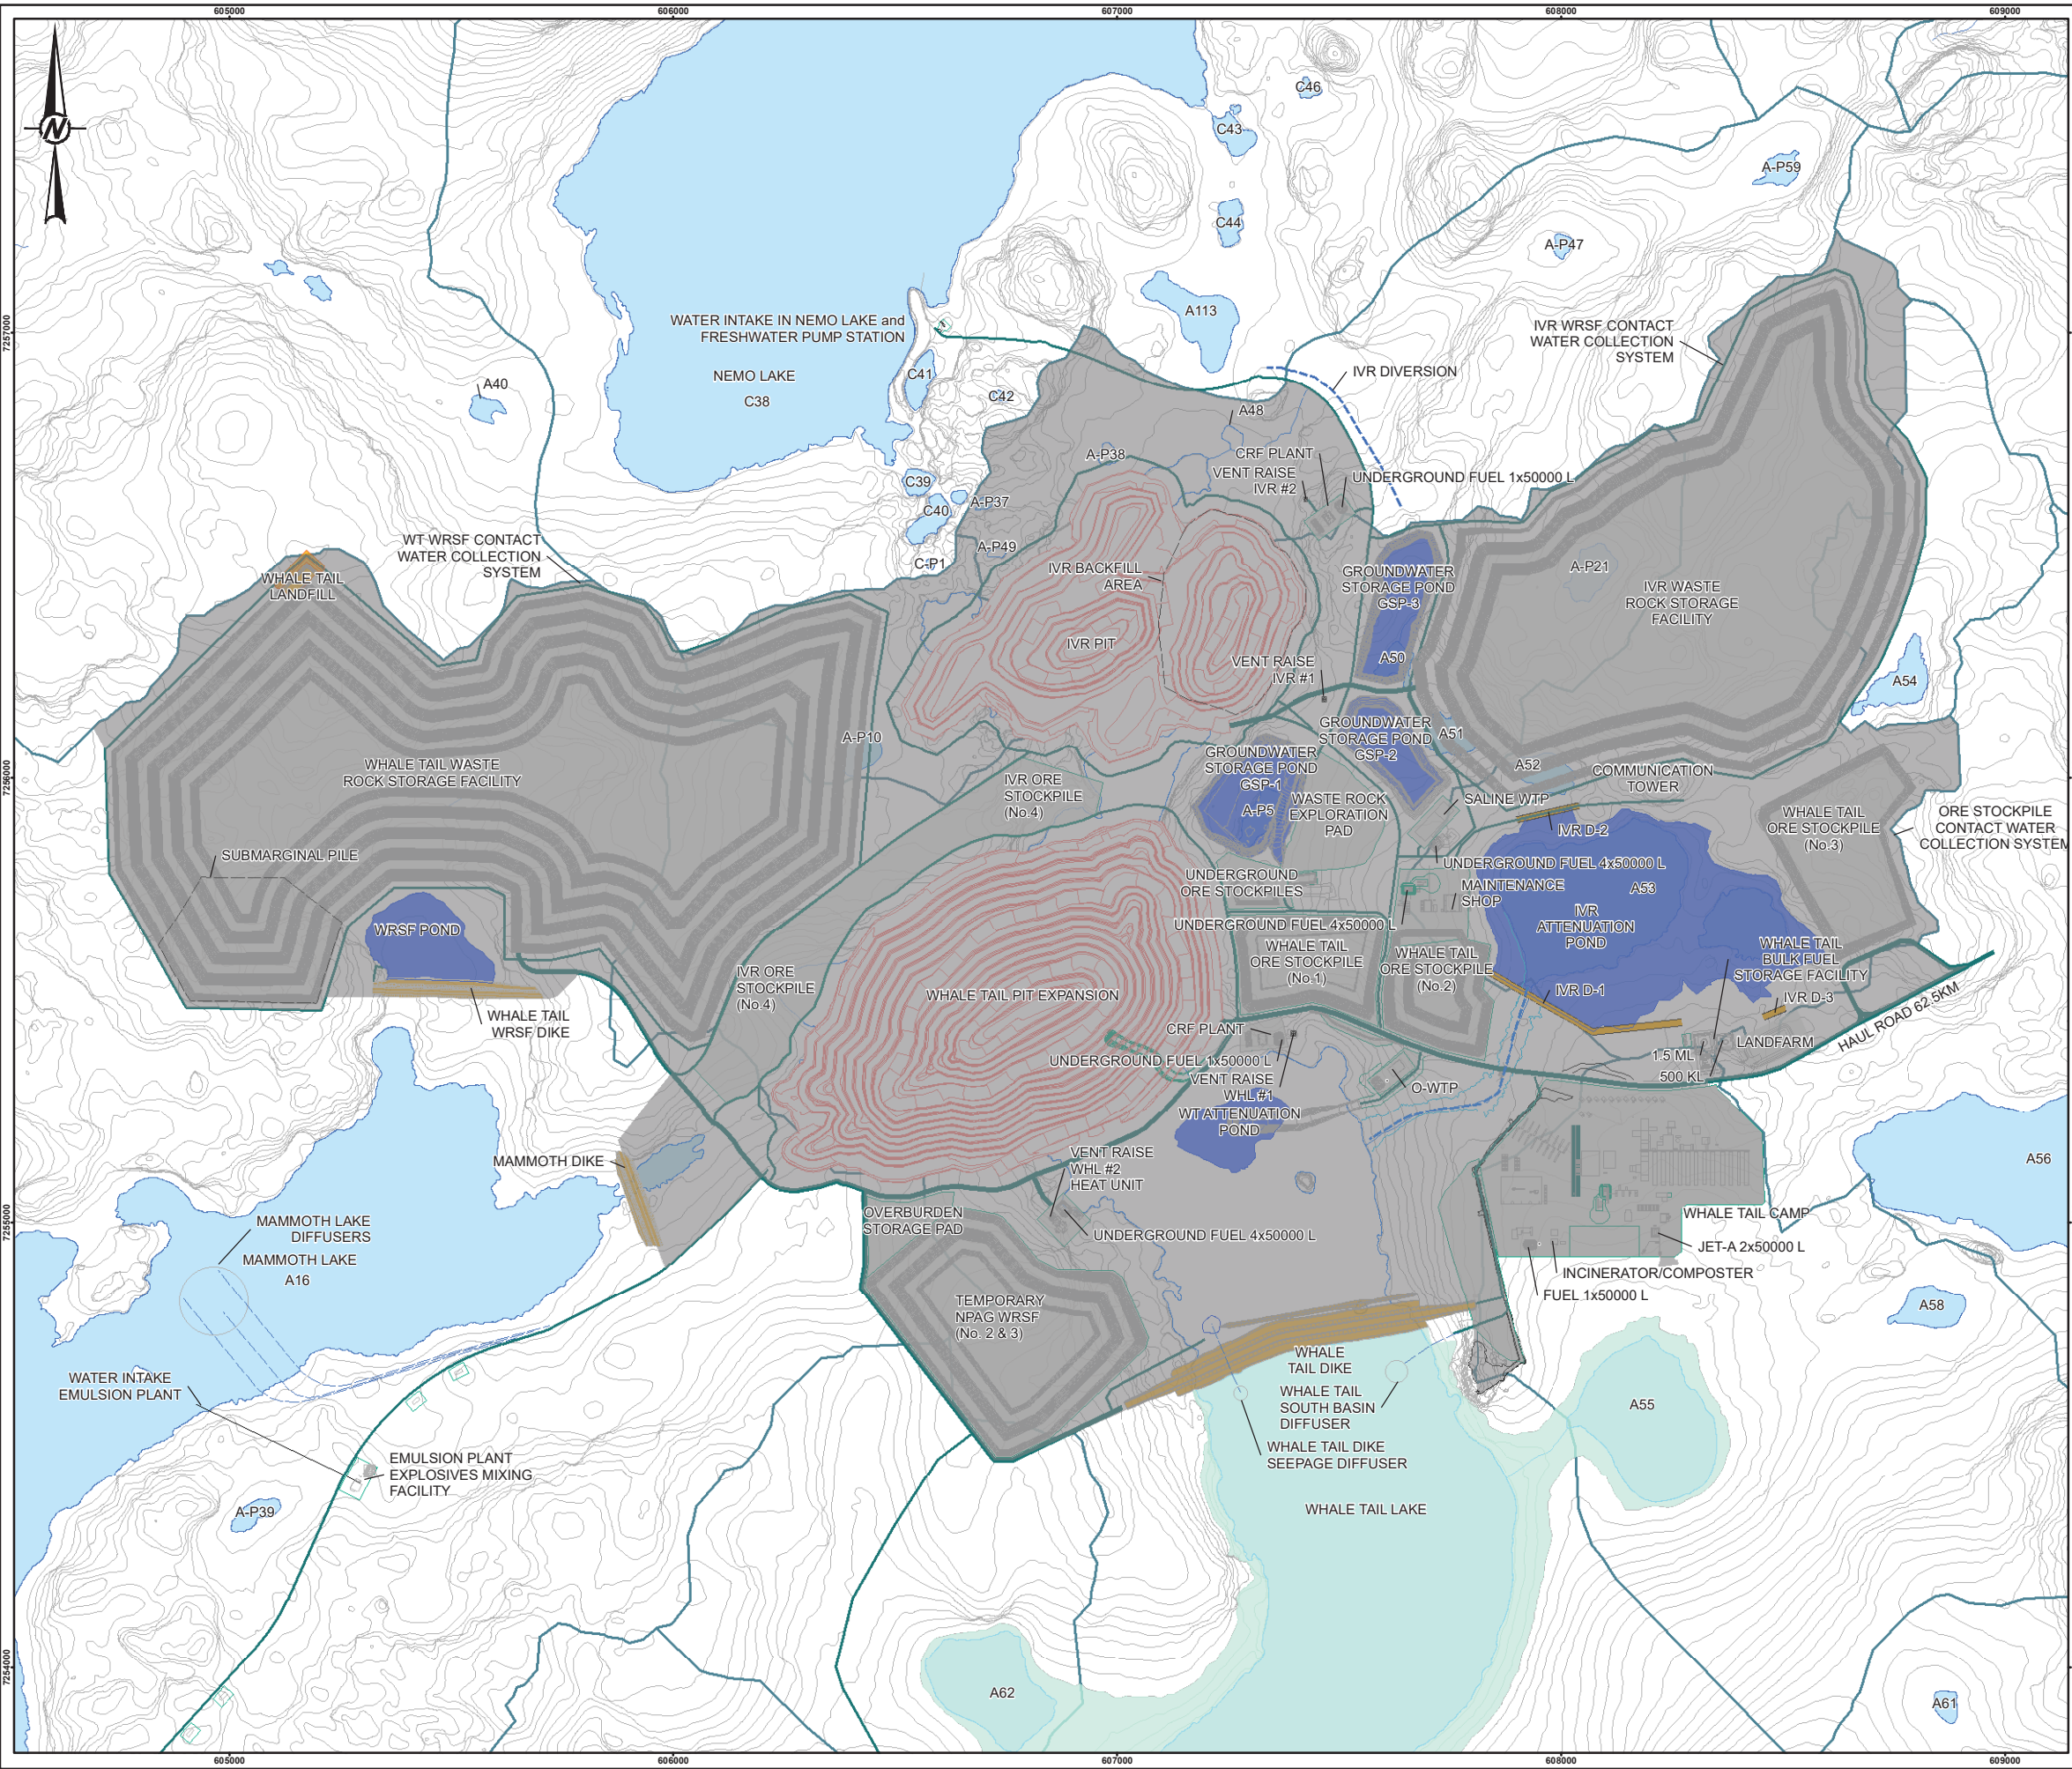 605000
606000
607000
608000
609000
N
C46
C43
A-P59
C44
A-P47
7257000
A113
WATER INTAKE IN NEMO LAKE and
FRESHWATER PUMP STATION
IVR WRSF CONTACT
WATER COLLECTION
SYSTEM
NEMO LAKE
C38
C41
IVR DIVERSION
A40
C42
A48
A-P38
CRF PLANT
VENT RAISE
IVR #2
UNDERGROUND FUEL 1x50000 L
C39
C40
A-P37
WT WRSF CONTACT
WATER COLLECTION
SYSTEM
A-P49
C-P1
IVR BACKFILL
AREA
GROUNDWATER
STORAGE POND
GSP-3
A-P21
WHALE TAIL
LANDFILL
IVR WASTE
ROCK STORAGE
FACILITY
IVR PIT
A50
VENT RAISE
IVR #1
A54
A-P10
GROUNDWATER
STORAGE POND
GSP-2
A51
GROUNDWATER
STORAGE POND
GSP-1
A-P5
A52
COMMUNICATION
TOWER
7256000
WHALE TAIL WASTE
ROCK STORAGE FACILITY
IVR ORE
STOCKPILE
(No.4)
WASTE ROCK
EXPLORATION
PAD
SALINE WTP
WHALE TAIL
ORE STOCKPILE
(No.3)
ORE STOCKPILE
CONTACT WATER
COLLECTION SYSTEM
IVR D-2
SUBMARGINAL PILE
UNDERGROUND FUEL 4x50000 L
UNDERGROUND
ORE STOCKPILES
MAINTENANCE
SHOP
A53
IVR
ATTENUATION
POND
UNDERGROUND FUEL 4x50000 L
WRSF POND
WHALE TAIL
ORE STOCKPILE
(No.1)
WHALE TAIL
ORE STOCKPILE
(No.2)
WHALE TAIL
BULK FUEL
STORAGE FACILITY
IVR ORE
STOCKPILE
(No.4)
WHALE TAIL PIT EXPANSION
IVR D-1
IVR D-3
WHALE TAIL
WRSF DIKE
HAUL ROAD 62.5KM
CRF PLANT
LANDFARM
1.5 ML
500 KL
UNDERGROUND FUEL 1x50000 L
VENT RAISE
WHL #1
O-WTP
WT ATTENUATION
POND
MAMMOTH DIKE
VENT RAISE
WHL #2
HEAT UNIT
A56
7255000
OVERBURDEN
STORAGE PAD
UNDERGROUND FUEL 4x50000 L
WHALE TAIL CAMP
MAMMOTH LAKE
DIFFUSERS
MAMMOTH LAKE
A16
JET-A 2x50000 L
INCINERATOR/COMPOSTER
FUEL 1x50000 L
TEMPORARY
NPAG WRSF
(No. 2 & 3)
A58
WHALE
TAIL DIKE
WATER INTAKE
EMULSION PLANT
WHALE TAIL
SOUTH BASIN
DIFFUSER
A55
WHALE TAIL DIKE
SEEPAGE DIFFUSER
EMULSION PLANT
EXPLOSIVES MIXING
FACILITY
A-P39
WHALE TAIL LAKE
7254000
A62
A61
605000
606000
607000
608000
609000